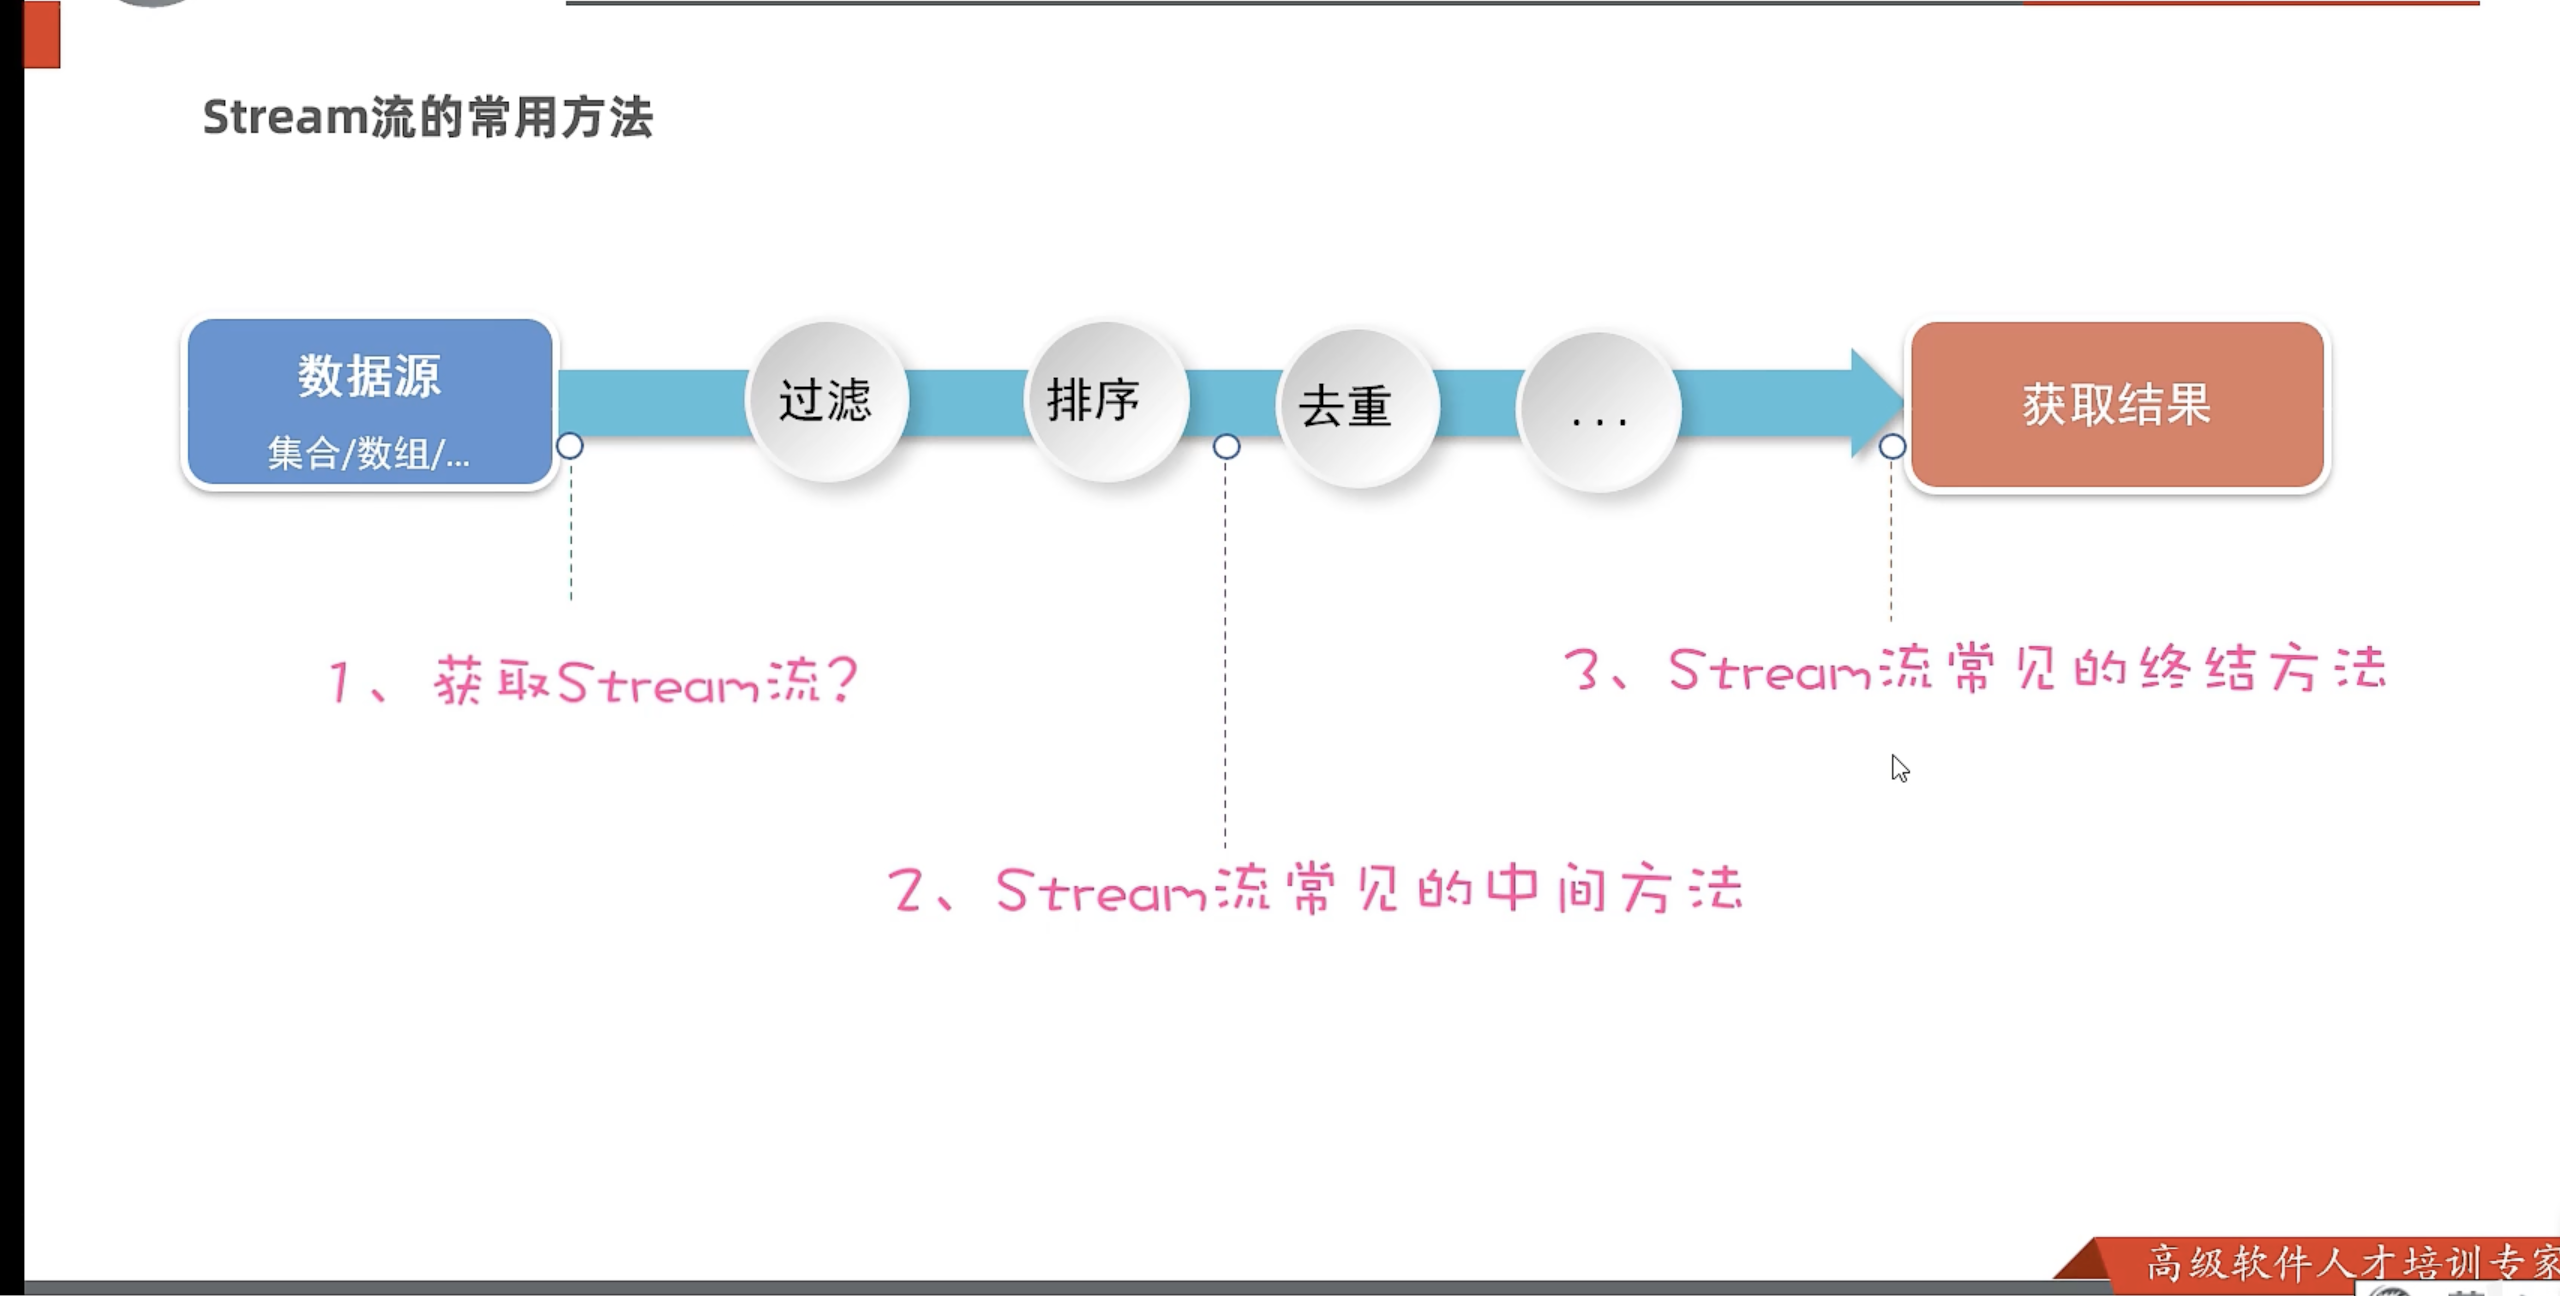 Stream流的常用方法
数据源
集合/数组/...
过滤
排序
去重
...
获取结果
1、获取Stream流?
3、Stream流常见的终结方法
2、Stream流常见的中间方法
高级软件人才培训专家